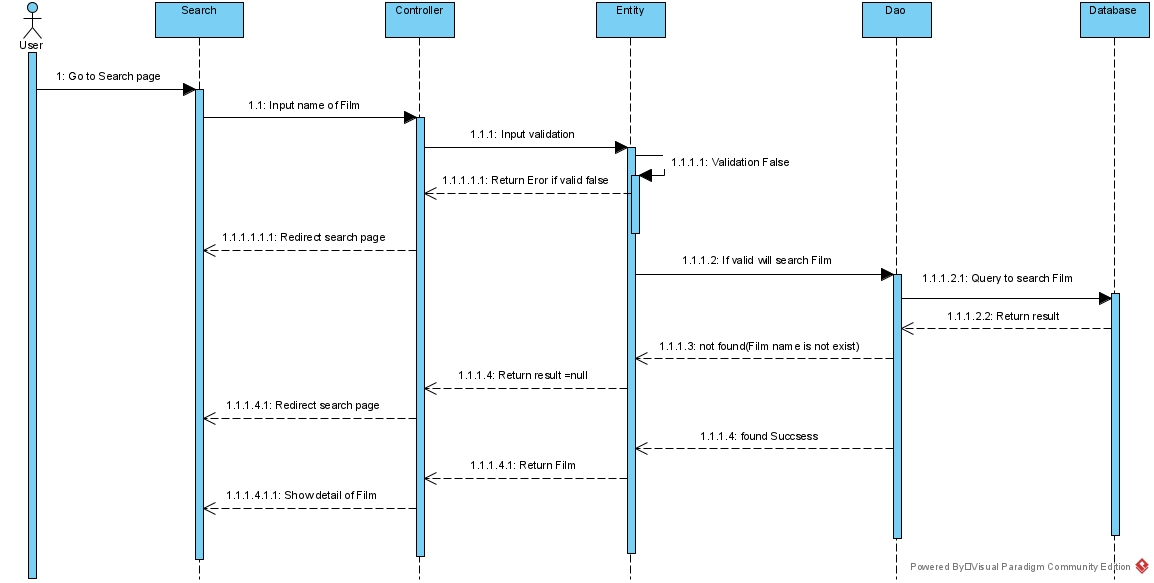 User
Search
Controller
Entity
Dao
Database
1: Go to Search page
1.1: Input name of Film
1.1.1: Input validation
1.1.1.1: Validation False
1.1.1.1.1: Return Eror if valid false
1.1.1.1.1.1: Redirect search page
1.1.1.2: If valid will search Film
1.1.1.2.1: Query to search Film
1.1.1.2.2: Return result
1.1.1.3: not found(Film name is not exist)
1.1.1.4: Return result =null
1.1.1.4.1: Redirect search page
1.1.1.4: found Succsess
1.1.1.4.1: Return Film
1.1.1.4.1.1: Show detail of Film
Powered By Visual Paradigm Community Edition